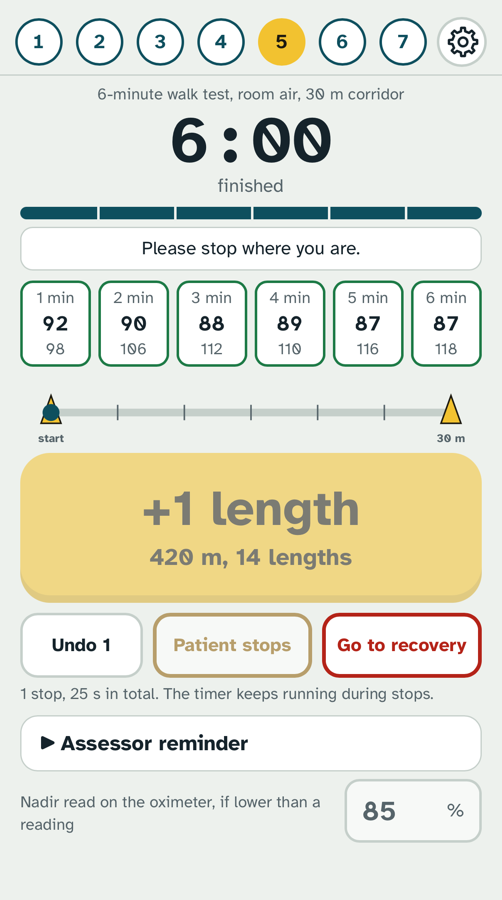 1 2 3 4 5 6 7
6-minute walk test, room air, 30 m corridor
6:00
finished
Please stop where you are.
1 min 2 min 3 min 4 min 5 min 6 min
92 90 88 89 87 87
98 106 112 110 116 118
start 30 m
+1 length
420 m, 14 lengths
Undo 1 Patient stops Go to recovery
1 stop, 25 s in total. The timer keeps running during stops.
Assessor reminder
Nadir read on the oximeter, if lower than a
reading
85 %